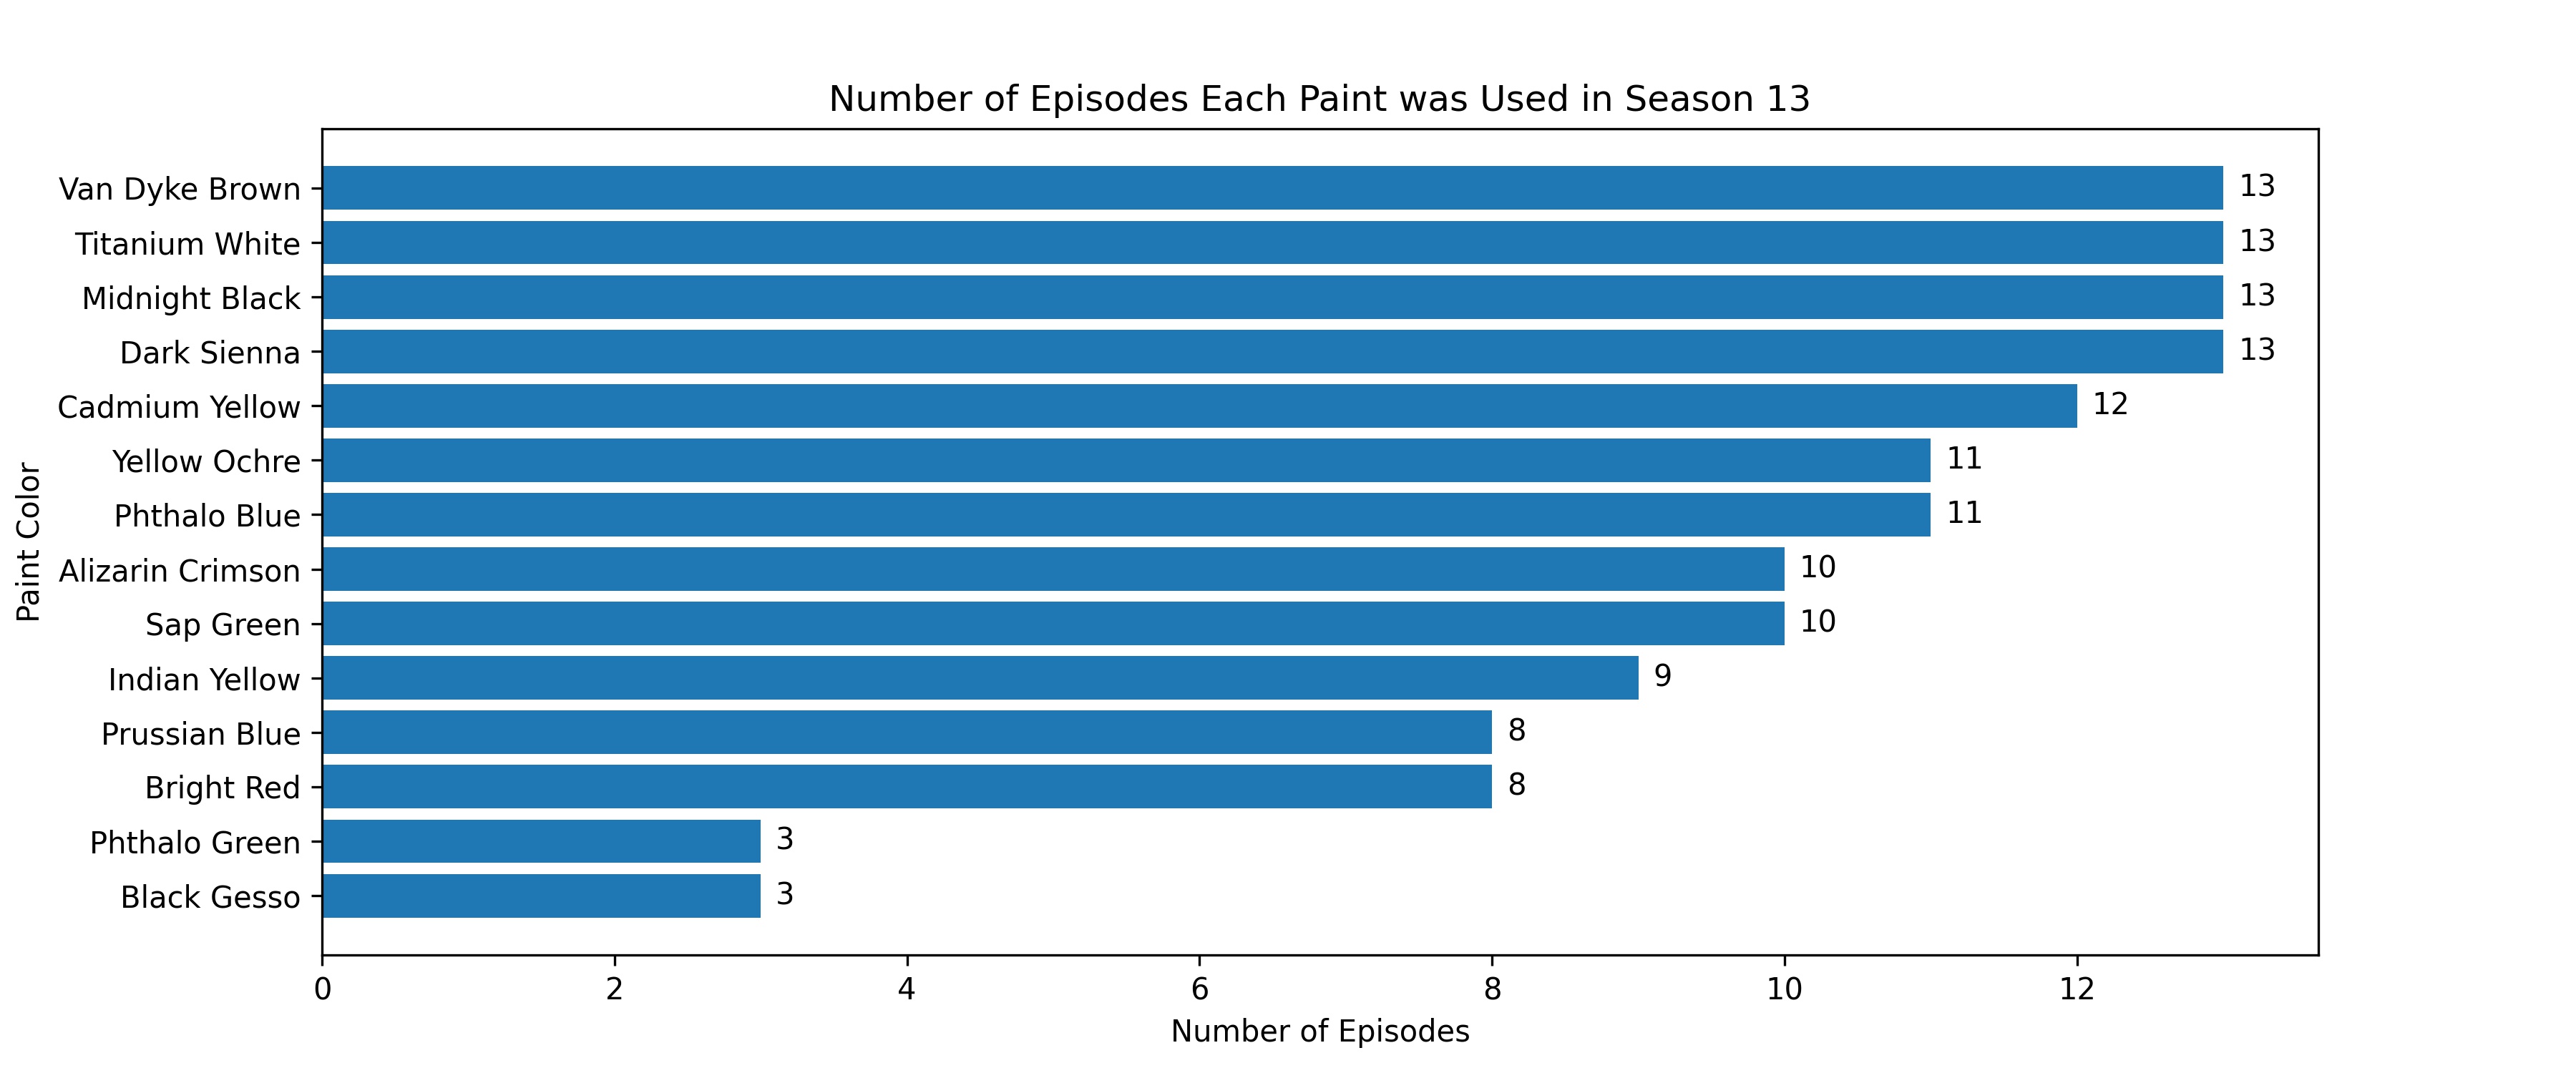 Number of Episodes Each Paint was Used in Season 13
Paint Color
Van Dyke Brown 13
Titanium White 13
Midnight Black 13
Dark Sienna 13
Cadmium Yellow 12
Yellow Ochre 11
Phthalo Blue 11
Alizarin Crimson 10
Sap Green 10
Indian Yellow 9
Prussian Blue 8
Bright Red 8
Phthalo Green 3
Black Gesso 3
0 2 4 6 8 10 12
Number of Episodes